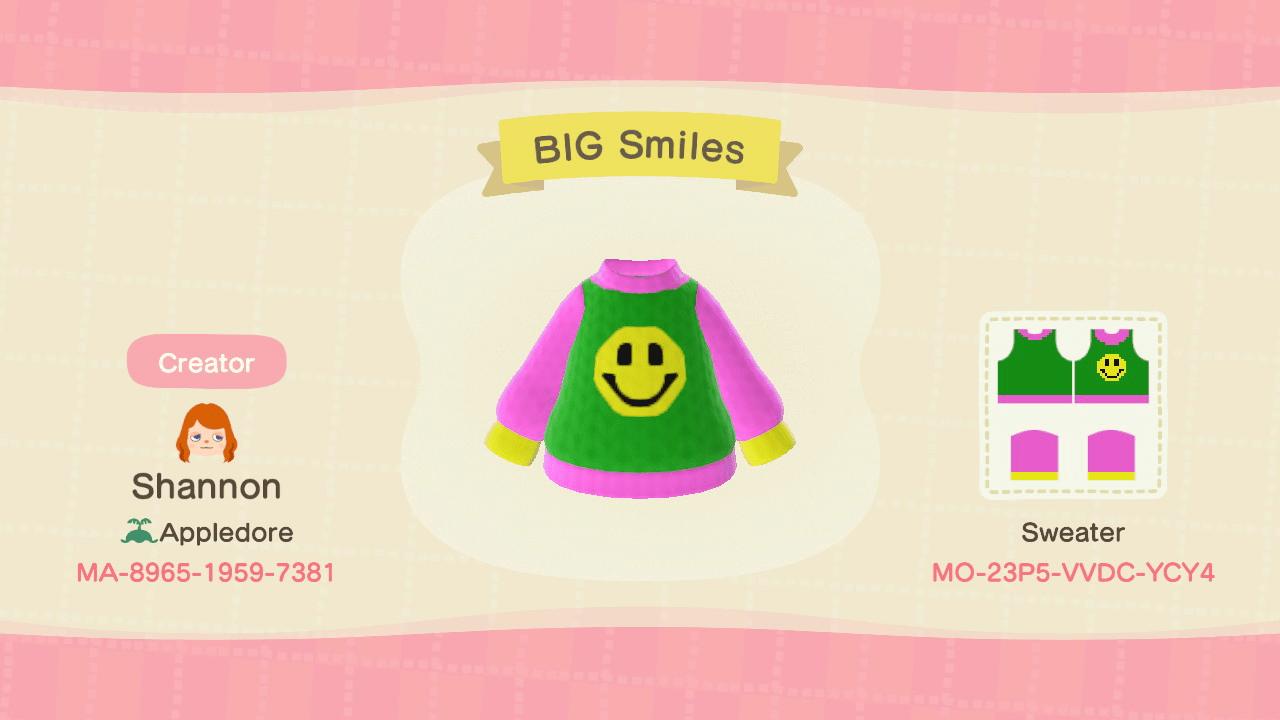 BIG Smiles
Creator
Shannon
Appledore
MA-8965-1959-7381
Sweater
MO-23P5-VVDC-YCY4